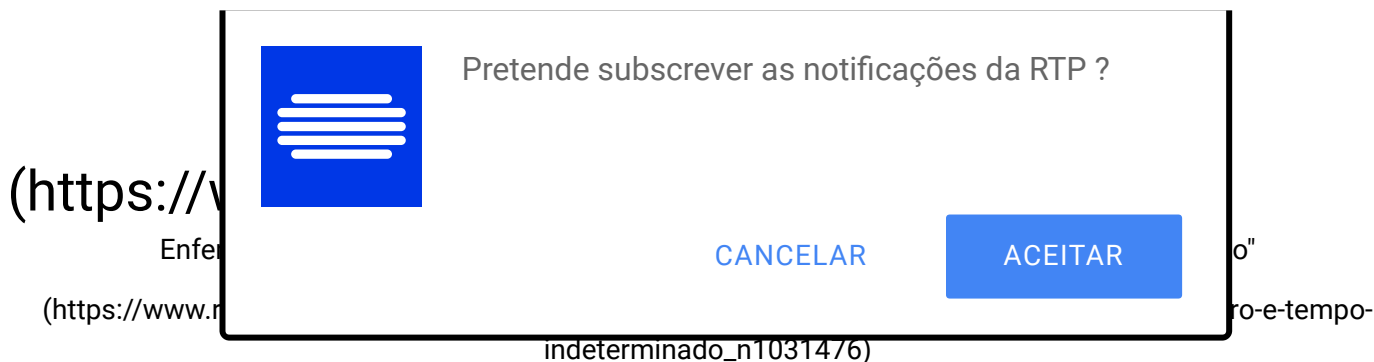 Pretende subscrever as notificações da RTP ?
(https://
CANCELAR ACEITAR
Enfer o"
(https://www.r ro-e-tempo-
indeterminado_n1031476)